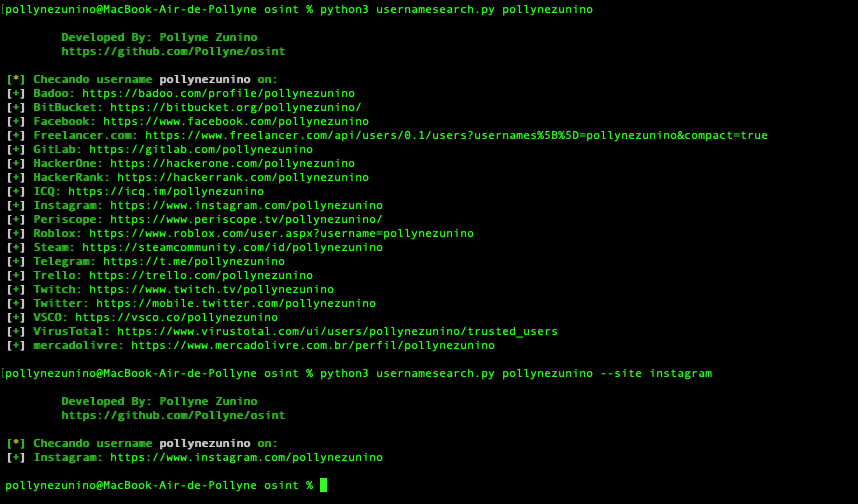 [pollynezunino@MacBook-Air-de-Pollyne osint % python3 usernamesearch.py pollynezunino
Developed By: Pollyne Zunino
https://github.com/Pollyne/osint
[*] Checando username pollynezunino on:
[+] Badoo: https://badoo.com/profile/pollynezunino
[+] BitBucket: https://bitbucket.org/pollynezunino/
[+] Facebook: https://www.facebook.com/pollynezunino
[+] Freelancer.com: https://www.freelancer.com/api/users/0.1/users?usernames%5B%5D=pollynezunino&compact=true
[+] GitLab: https://gitlab.com/pollynezunino
[+] HackerOne: https://hackerone.com/pollynezunino
[+] HackerRank: https://hackerrank.com/pollynezunino
[+] ICQ: https://icq.im/pollynezunino
[+] Instagram: https://www.instagram.com/pollynezunino
[+] Periscope: https://www.periscope.tv/pollynezunino/
[+] Roblox: https://www.roblox.com/user.aspx?username=pollynezunino
[+] Steam: https://steamcommunity.com/id/pollynezunino
[+] Telegram: https://t.me/pollynezunino
[+] Trello: https://trello.com/pollynezunino
[+] Twitch: https://www.twitch.tv/pollynezunino
[+] Twitter: https://mobile.twitter.com/pollynezunino
[+] VSCO: https://vsco.co/pollynezunino
[+] VirusTotal: https://www.virustotal.com/ui/users/pollynezunino/trusted_users
[+] mercadolivre: https://www.mercadolivre.com.br/perfil/pollynezunino
[pollynezunino@MacBook-Air-de-Pollyne osint % python3 usernamesearch.py pollynezunino --site instagram
Developed By: Pollyne Zunino
https://github.com/Pollyne/osint
[*] Checando username pollynezunino on:
[+] Instagram: https://www.instagram.com/pollynezunino
pollynezunino@MacBook-Air-de-Pollyne osint %